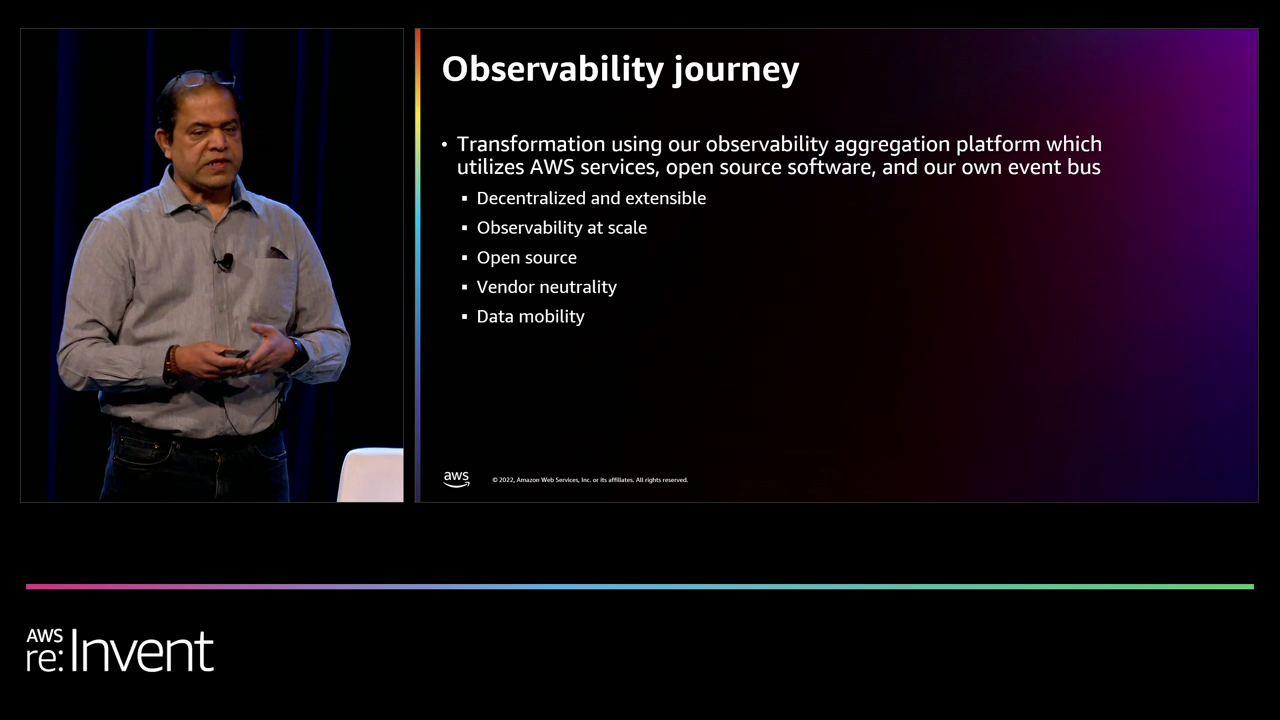 Observability journey
• Transformation using our observability aggregation platform which
utilizes AWS services, open source software, and our own event bus
▪ Decentralized and extensible
▪ Observability at scale
▪ Open source
▪ Vendor neutrality
▪ Data mobility
aws
© 2022, Amazon Web Services, Inc. or its affiliates. All rights reserved.
AWS
re:Invent